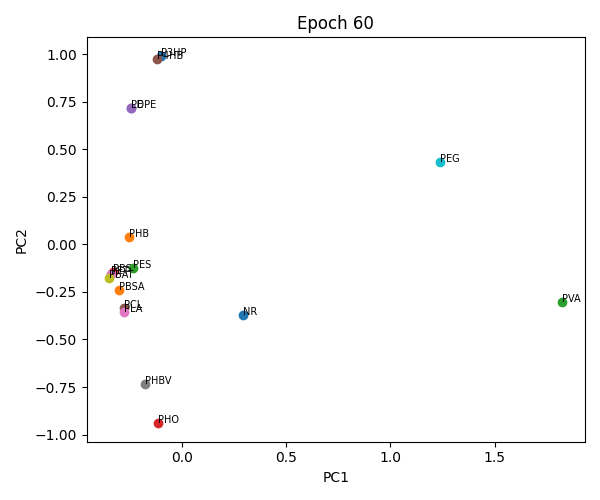 Epoch 60
1.00
0.75
0.50
0.25
0.00
−0.25
−0.50
−0.75
−1.00
PC2
P3HP
LDPE
PEG
PHB
PES
PBAT
PBSA
PCL
PLA
NR
PVA
PHBV
PHO
0.0
0.5
1.0
1.5
PC1